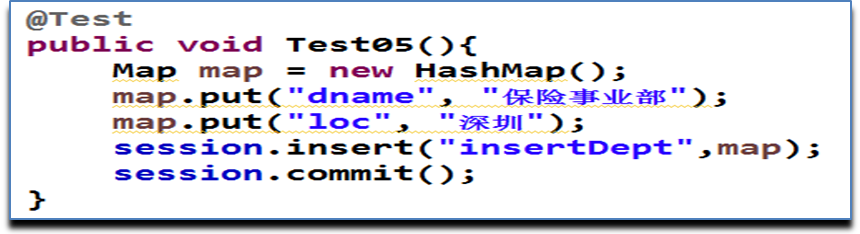 @Test
public void Test05(){
Map map = new HashMap();
map.put("dname", "保险事业部");
map.put("loc", "深圳");
session.insert("insertDept",map);
session.commit();
}